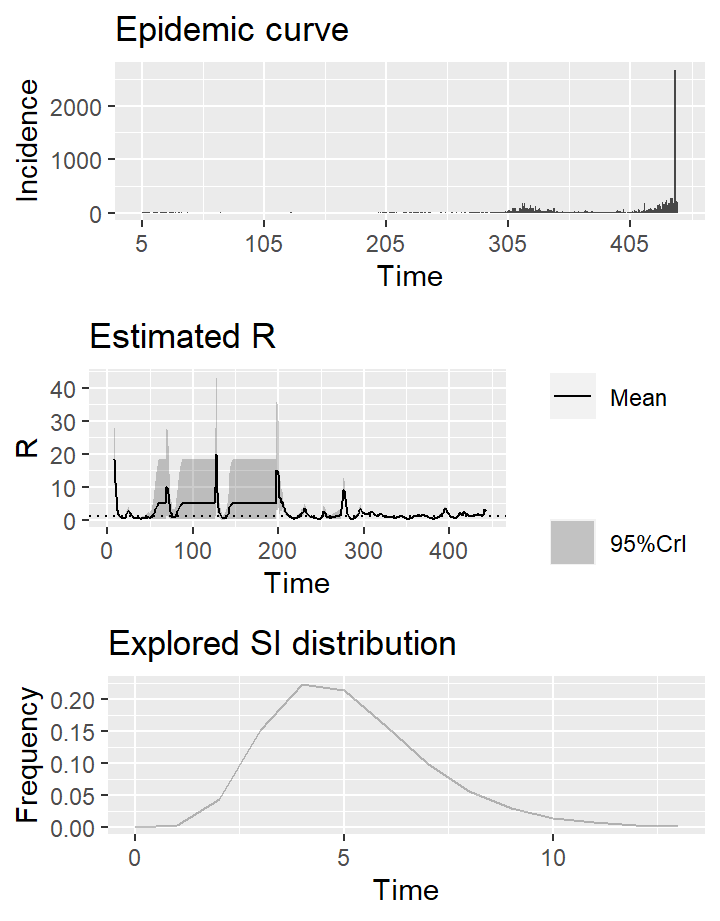 Epidemic curve
Incidence
2000
1000
0
5 105 205 305 405
Time
Estimated R
R
40
30
20
10
0
0 100 200 300 400
Time
Mean
95%CrI
Explored SI distribution
Frequency
0.20
0.15
0.10
0.05
0.00
0 5 10
Time